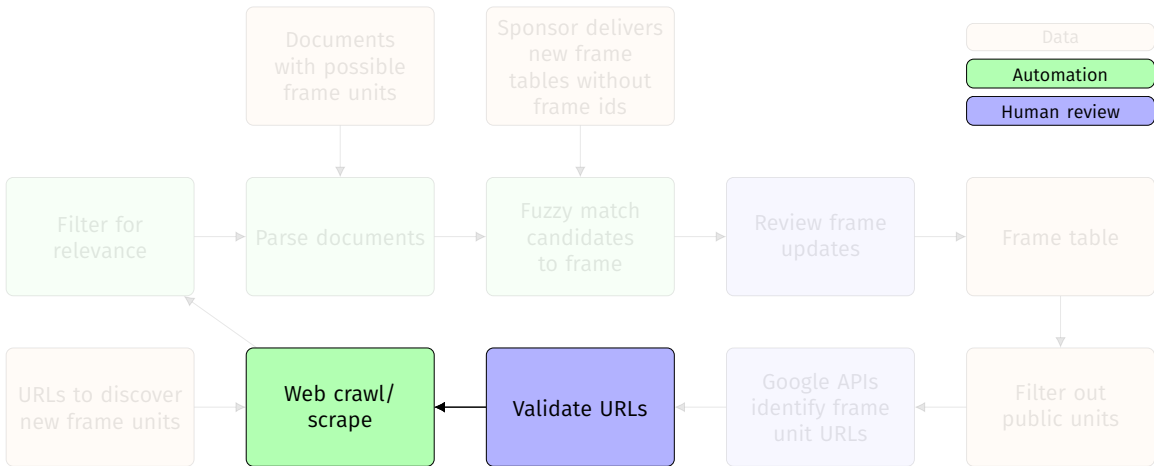 Documents
with possible
frame units
Sponsor delivers
new frame
tables without
frame ids
Data
Automation
Human review
Filter for
relevance
Parse documents
Fuzzy match
candidates
to frame
Review frame
updates
Frame table
URLs to discover
new frame units
Web crawl/
scrape
Validate URLs
Google APIs
identify frame
unit URLs
Filter out
public units